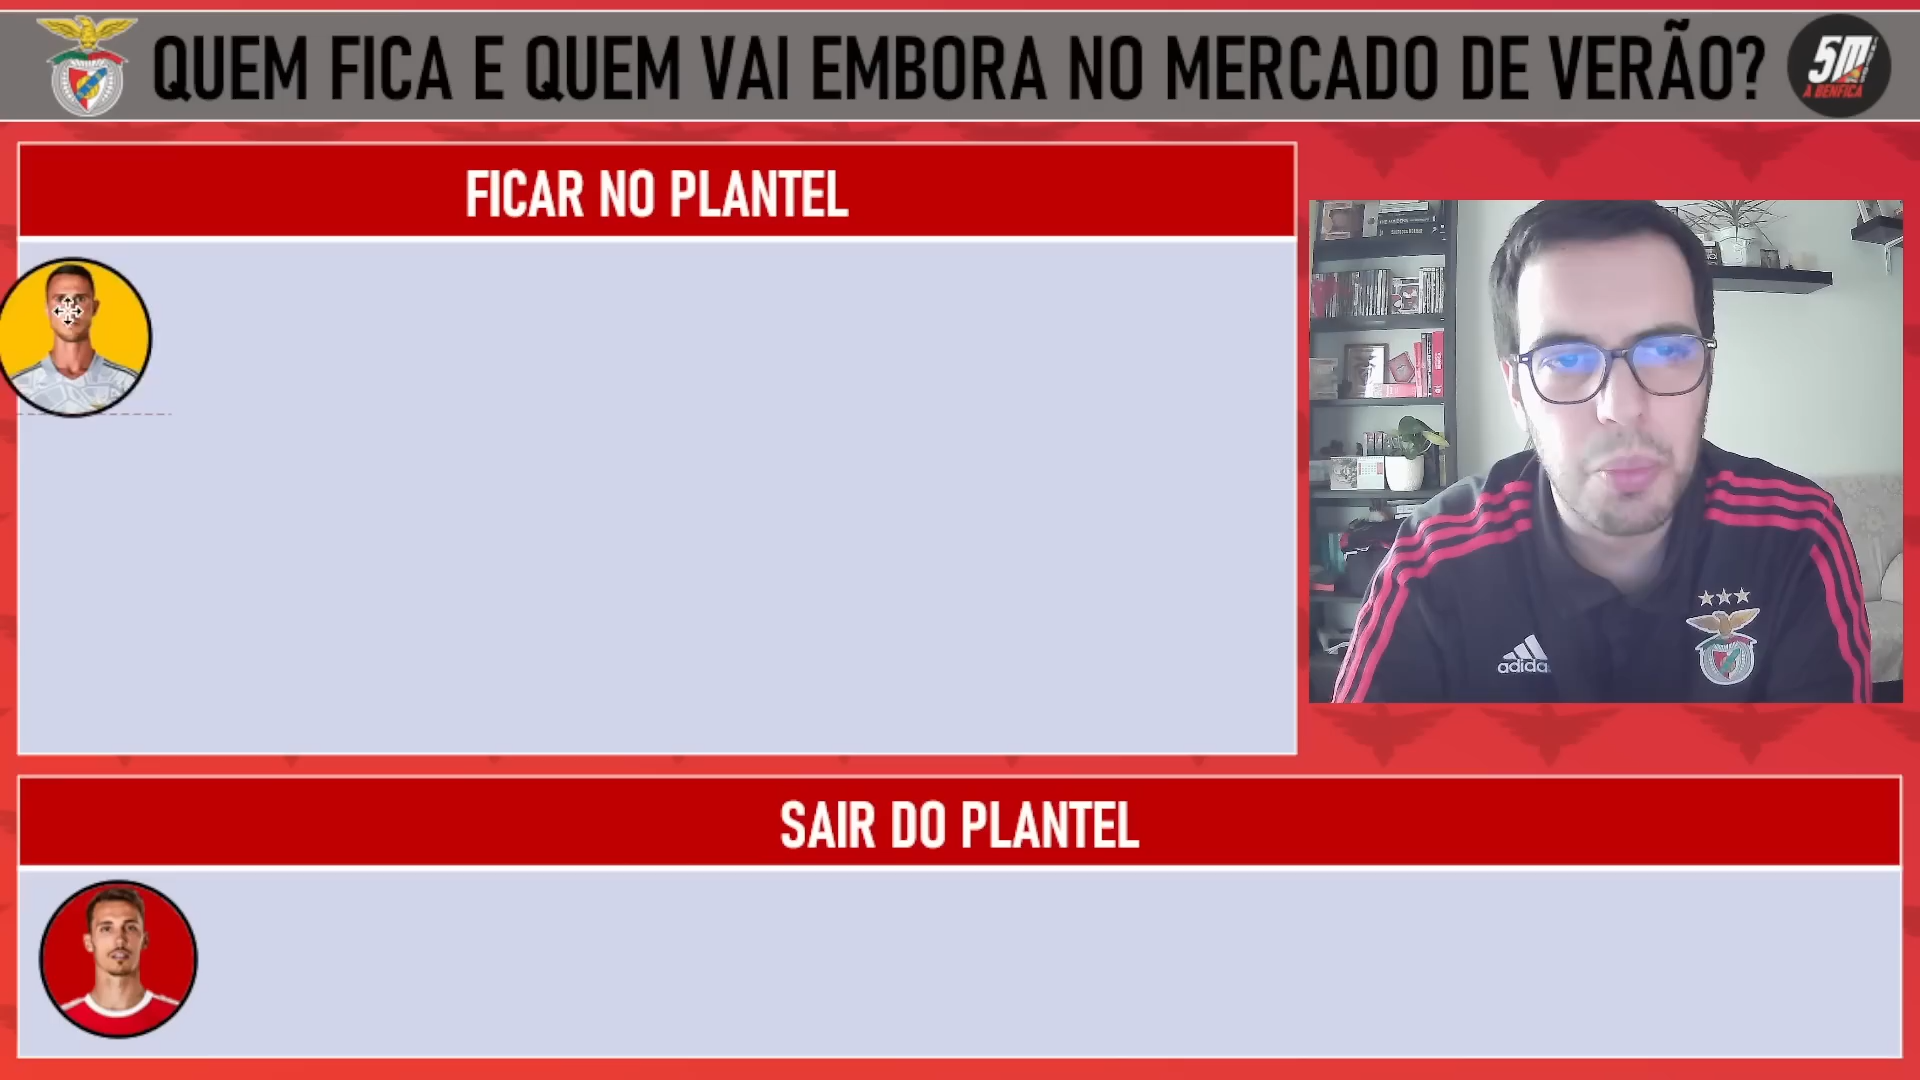 QUEM FICA E QUEM VAI EMBORA NO MERCADO DE VERÃO?
5M
À BENFICA
FICAR NO PLANTEL
adidas
SAIR DO PLANTEL